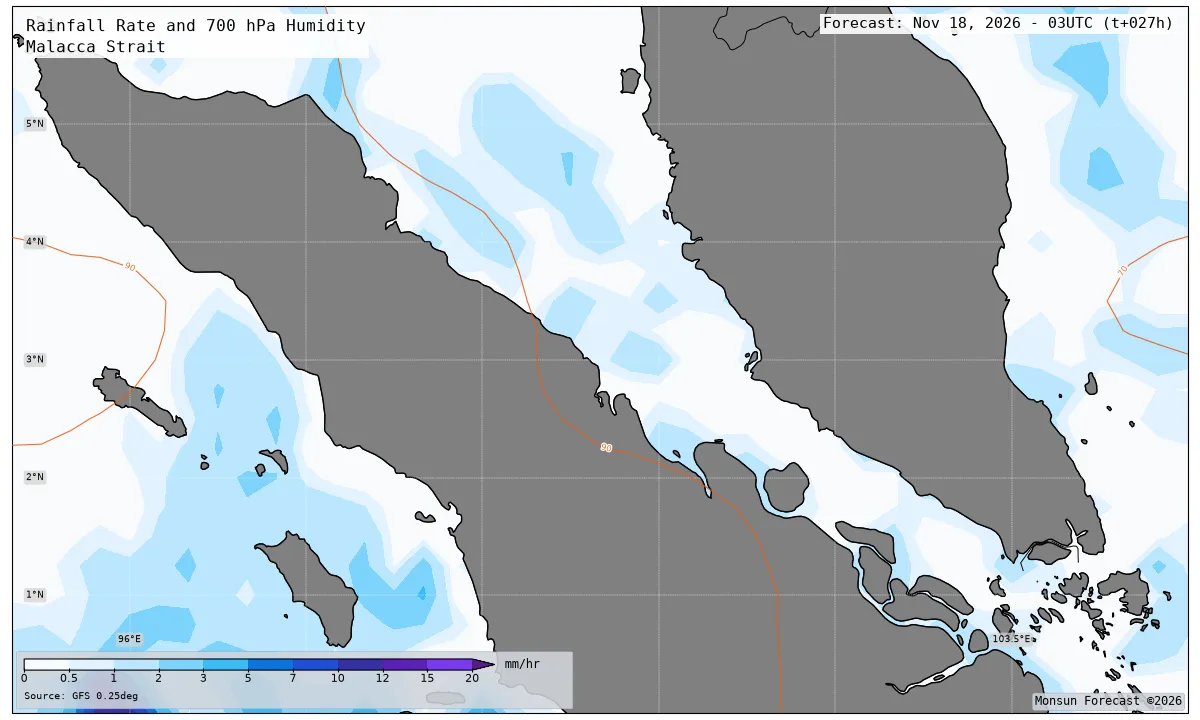 Rainfall Rate and 700 hPa Humidity
Malacca Strait
Forecast: Nov 18, 2026 - 03UTC (t+027h)
5°N
4°N
3°N
2°N
1°N
90
70
90
96°E
103.5°E
0 0.5 1 2 3 5 7 10 12 15 20 mm/hr
Source: GFS 0.25deg
Monsun Forecast ©2026